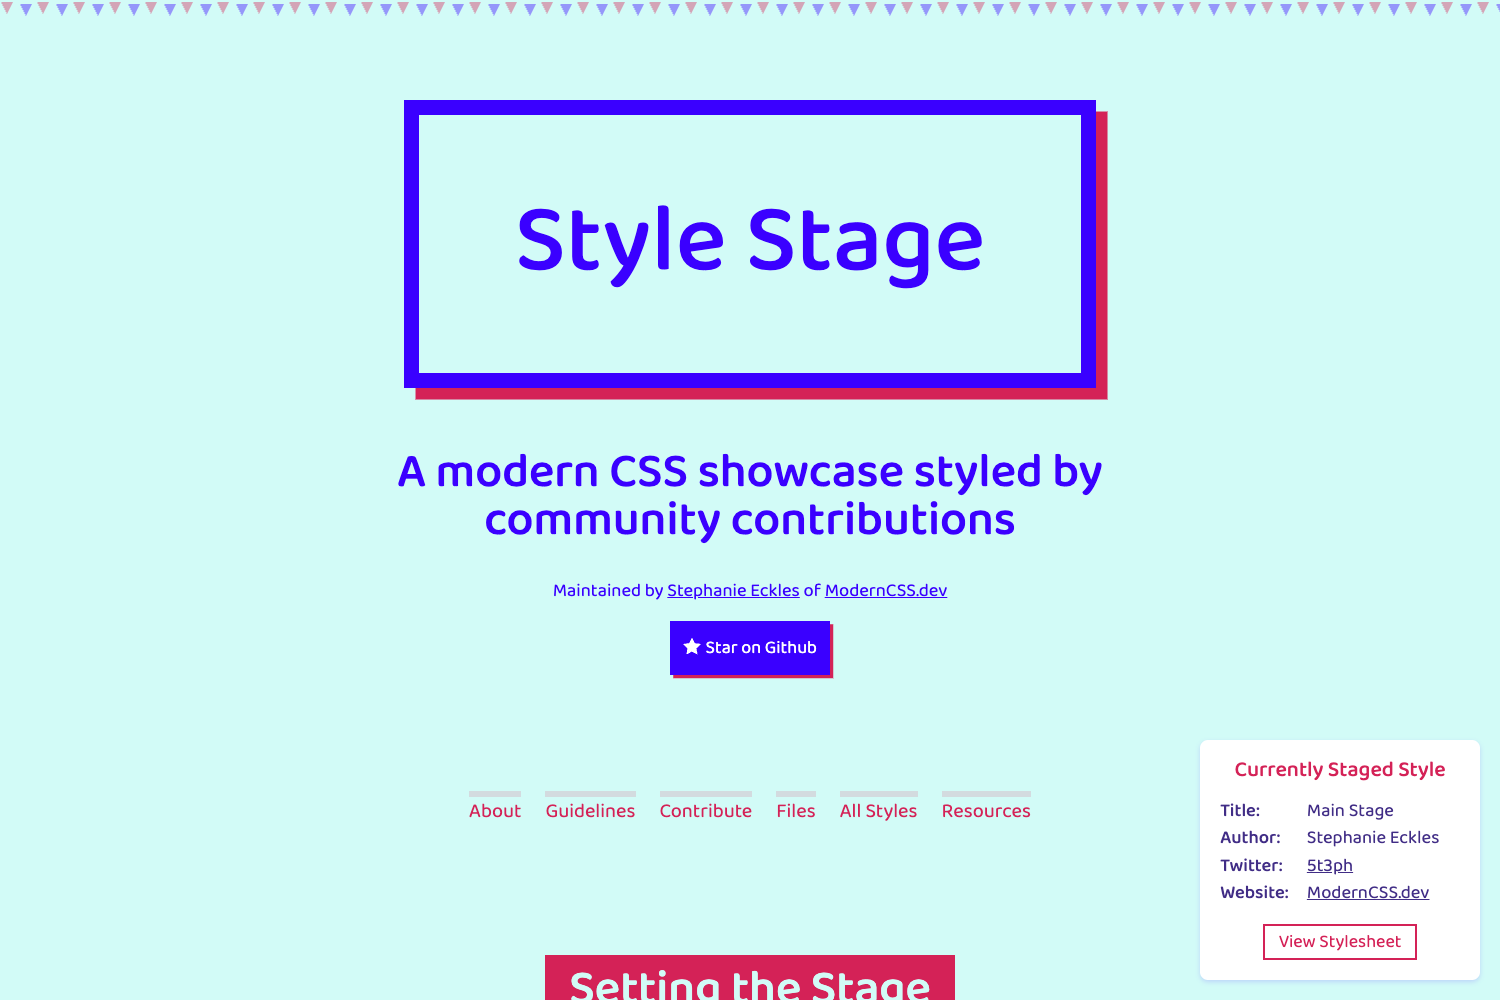 Style Stage
A modern CSS showcase styled by
community contributions
Maintained by Stephanie Eckles of ModernCSS.dev
Star on Github
About Guidelines Contribute Files All Styles Resources
Currently Staged Style
Title: Main Stage
Author: Stephanie Eckles
Twitter: 5t3ph
Website: ModernCSS.dev
View Stylesheet
Setting the Stage